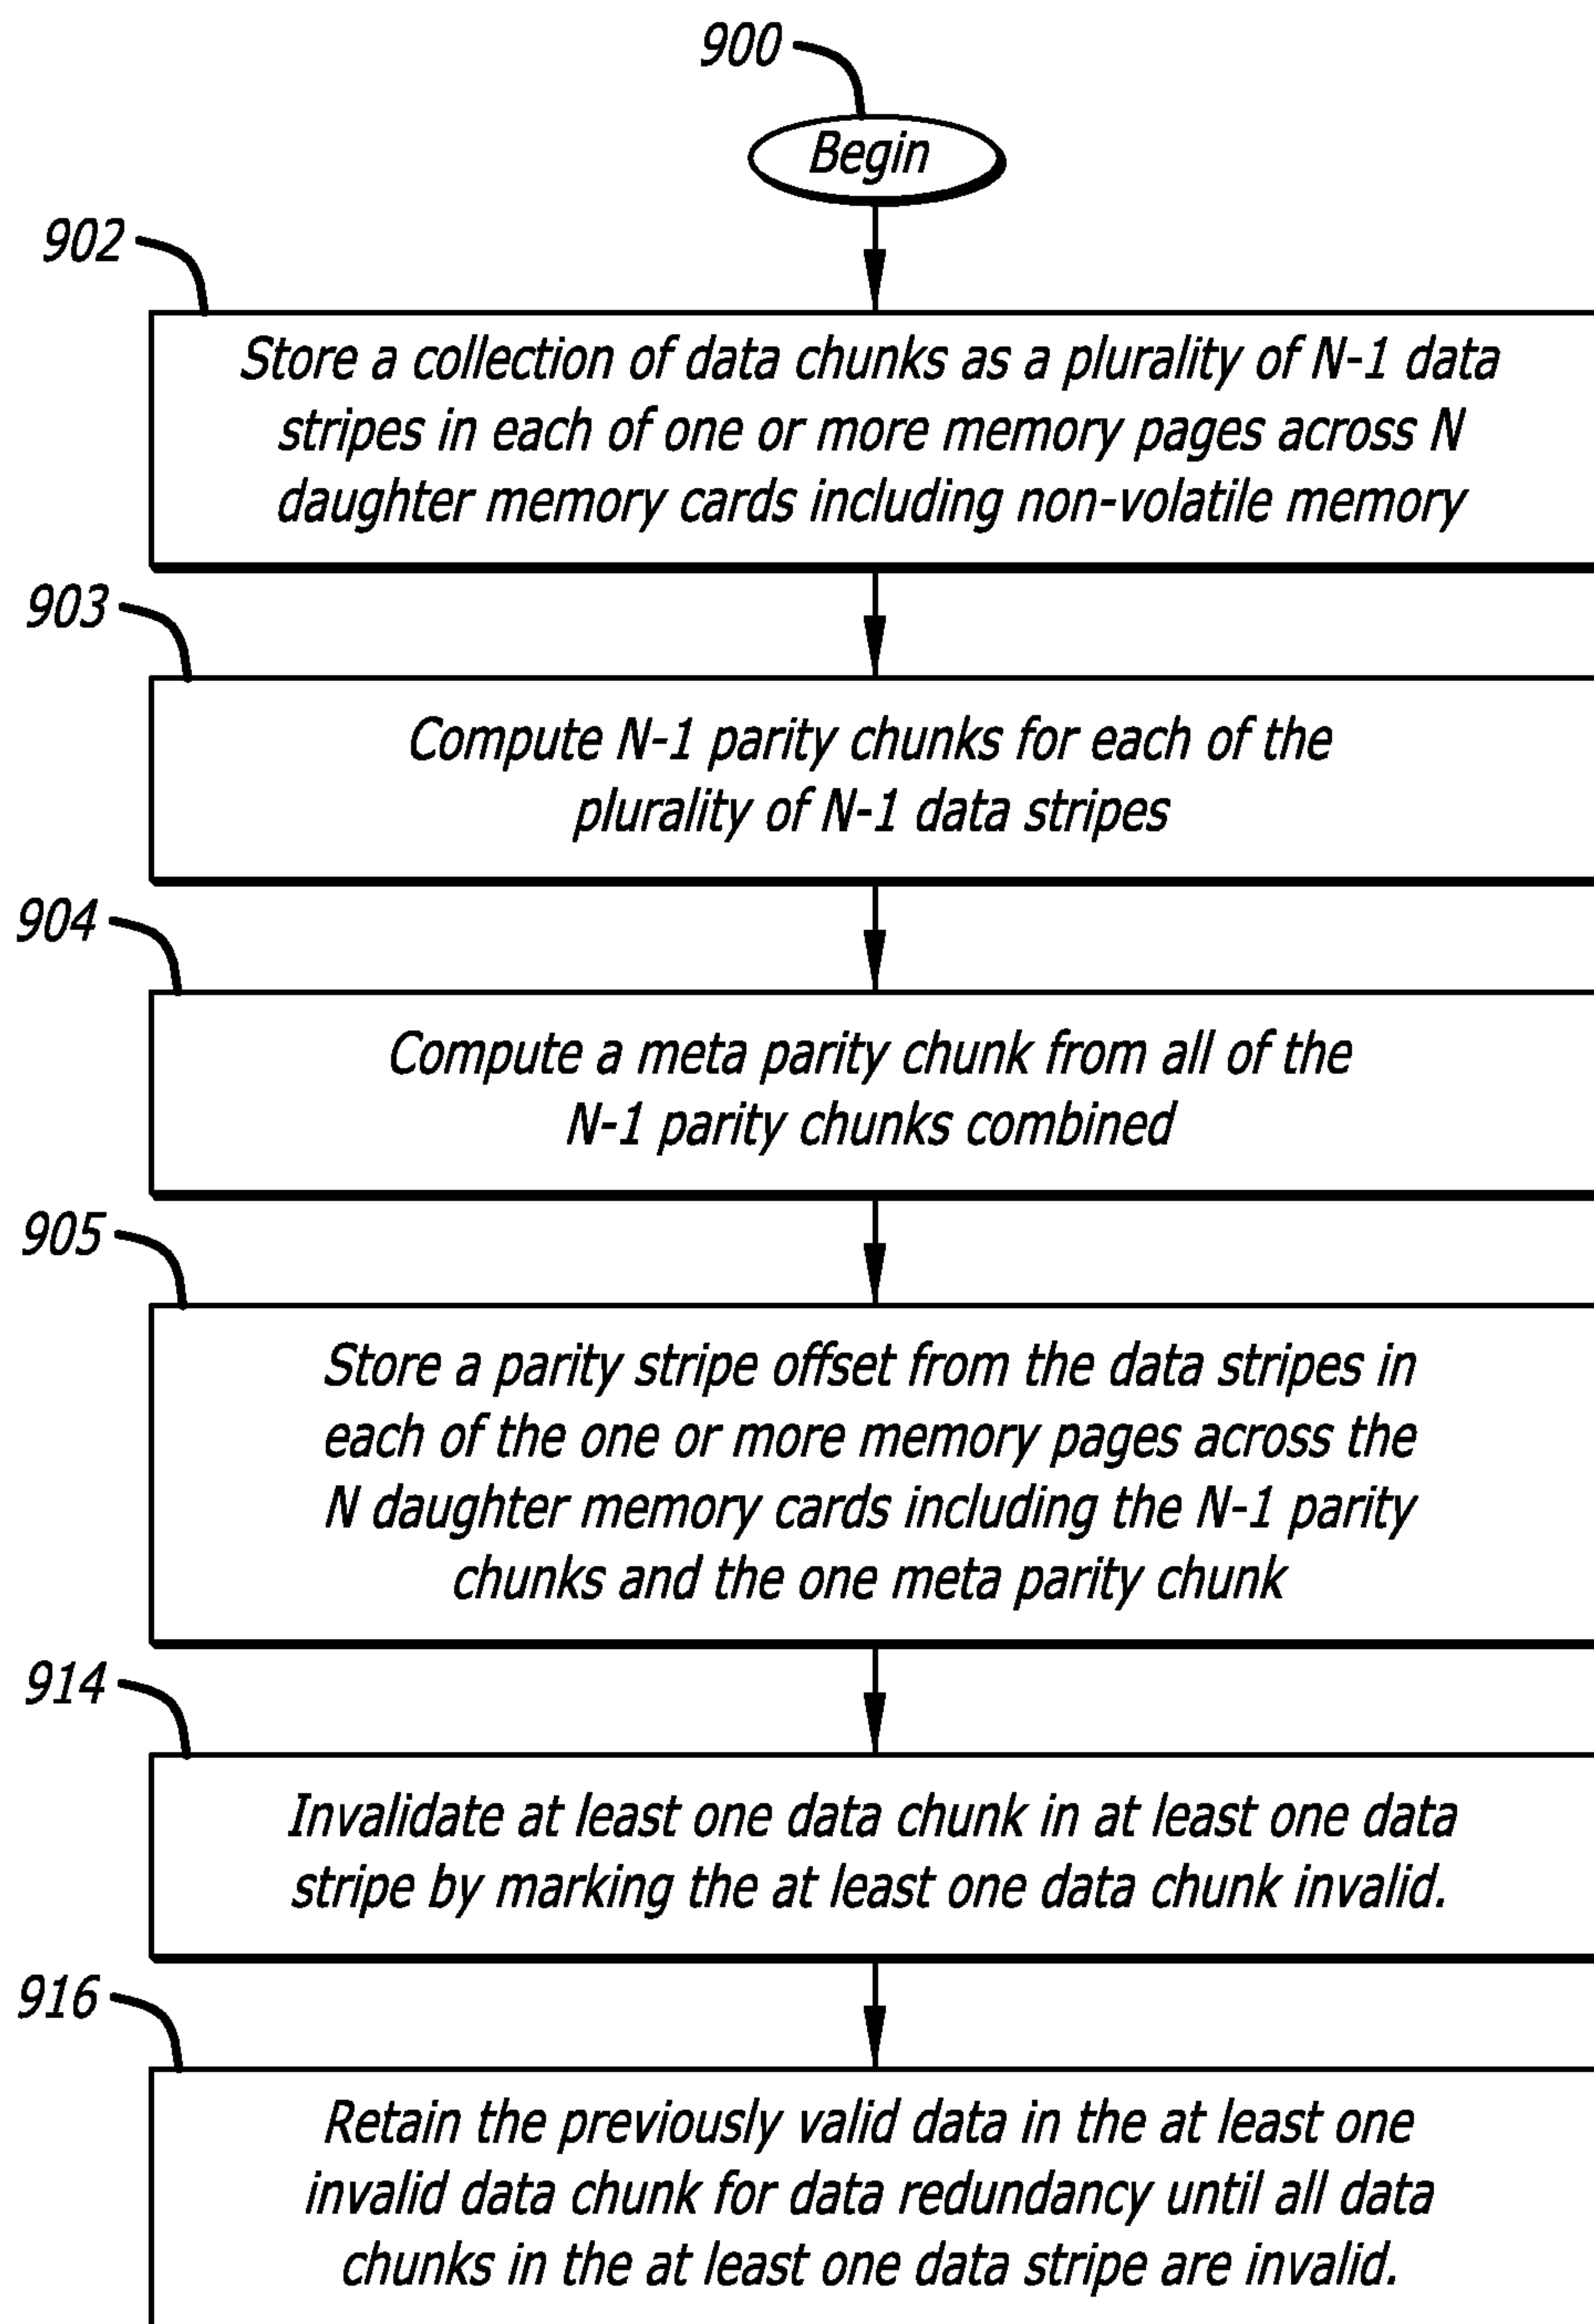 900
Begin
902
Store a collection of data chunks as a plurality of N-1 data
stripes in each of one or more memory pages across N
daughter memory cards including non-volatile memory
903
Compute N-1 parity chunks for each of the
plurality of N-1 data stripes
904
Compute a meta parity chunk from all of the
N-1 parity chunks combined
905
Store a parity stripe offset from the data stripes in
each of the one or more memory pages across the
N daughter memory cards including the N-1 parity
chunks and the one meta parity chunk
914
Invalidate at least one data chunk in at least one data
stripe by marking the at least one data chunk invalid.
916
Retain the previously valid data in the at least one
invalid data chunk for data redundancy until all data
chunks in the at least one data stripe are invalid.